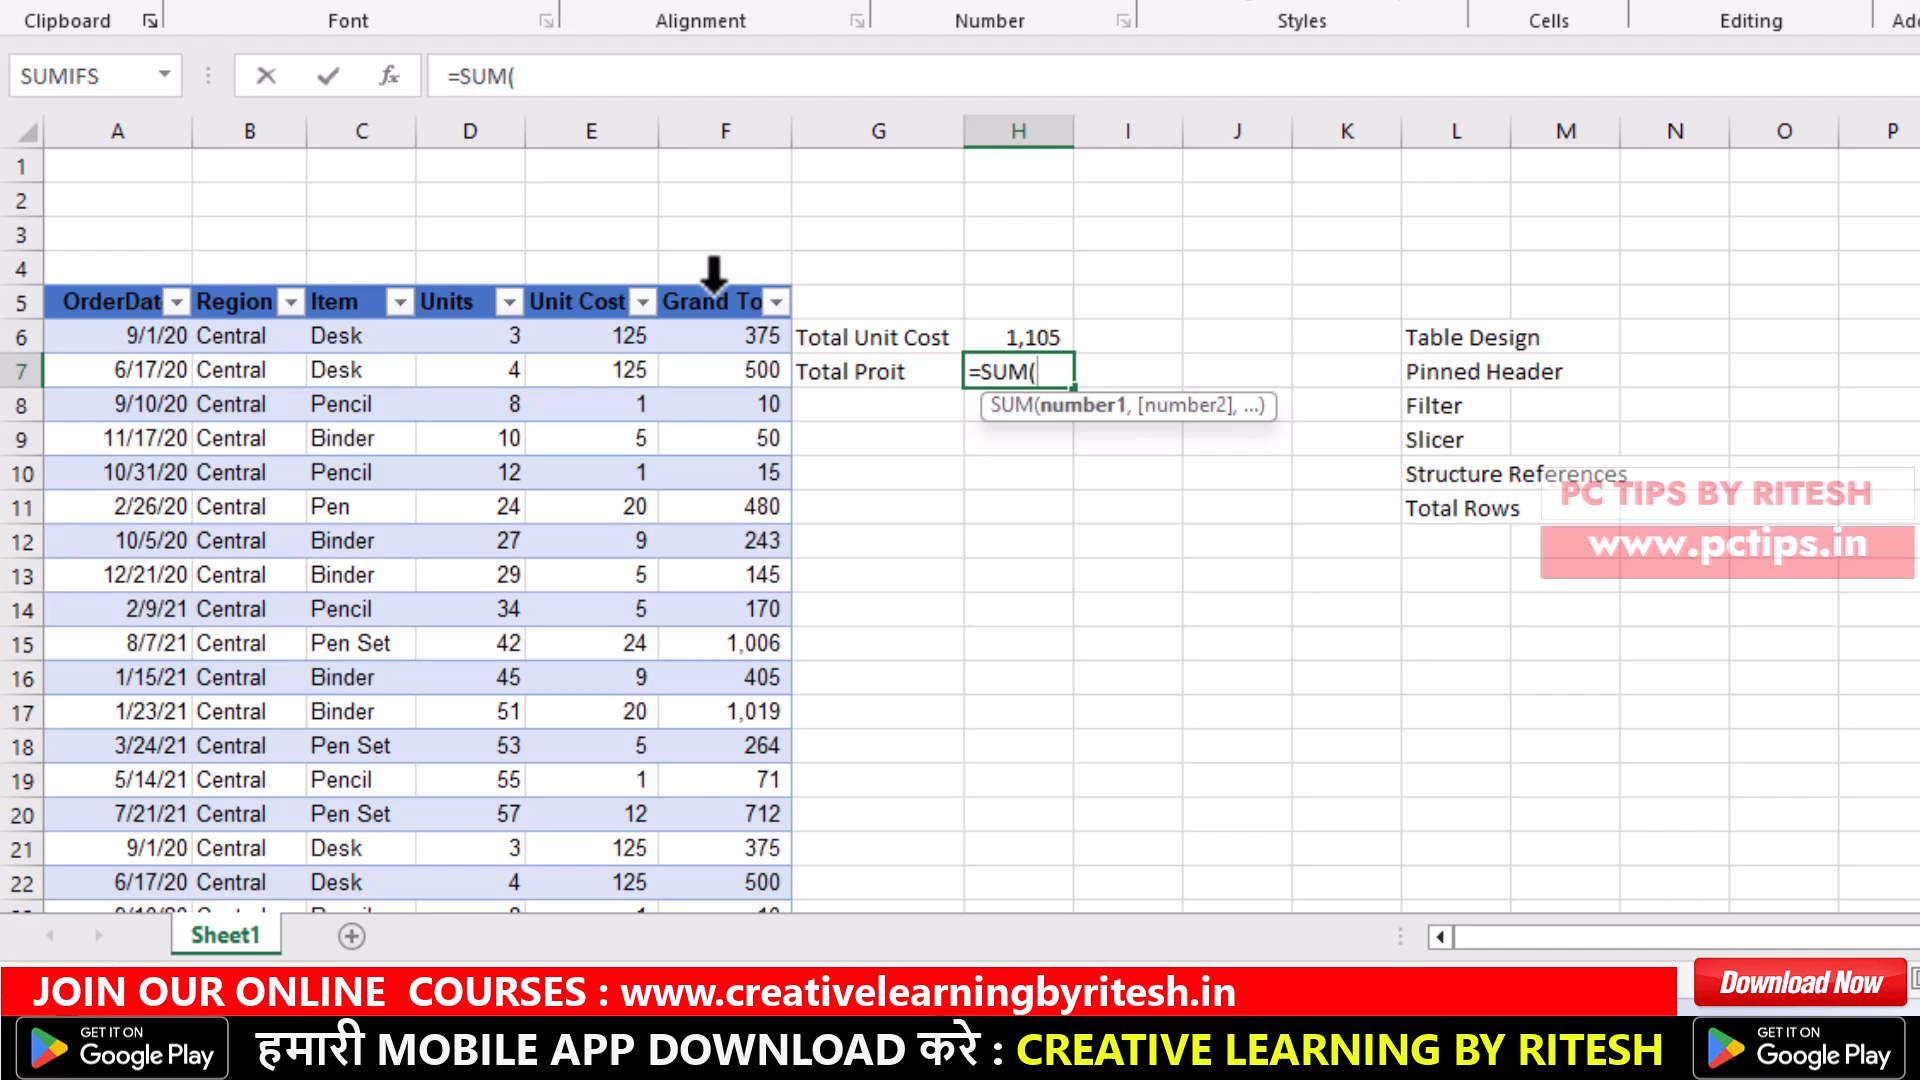 Clipboard Font Alignment Number Styles Cells Editing Ad
SUMIFS fx =SUM(
A B C D E F G H I J K L M N O P
1
2
3
4
5 OrderDat Region Item Units Unit Cost Grand To
6 9/1/20 Central Desk 3 125 375 Total Unit Cost 1,105 Table Design
7 6/17/20 Central Desk 4 125 500 Total Proit =SUM( Pinned Header
8 9/10/20 Central Pencil 8 1 10 SUM(number1, [number2], ...) Filter
9 11/17/20 Central Binder 10 5 50 Slicer
10 10/31/20 Central Pencil 12 1 15 Structure References
PC TIPS BY RITESH
11 2/26/20 Central Pen 24 20 480 Total Rows
12 10/5/20 Central Binder 27 9 243 www.pctips.in
13 12/21/20 Central Binder 29 5 145
14 2/9/21 Central Pencil 34 5 170
15 8/7/21 Central Pen Set 42 24 1,006
16 1/15/21 Central Binder 45 9 405
17 1/23/21 Central Binder 51 20 1,019
18 3/24/21 Central Pen Set 53 5 264
19 5/14/21 Central Pencil 55 1 71
20 7/21/21 Central Pen Set 57 12 712
21 9/1/20 Central Desk 3 125 375
22 6/17/20 Central Desk 4 125 500
Sheet1
JOIN OUR ONLINE COURSES : www.creativelearningbyritesh.in Download Now
GET IT ON Google Play हमारी MOBILE APP DOWNLOAD करे : CREATIVE LEARNING BY RITESH GET IT ON Google Play